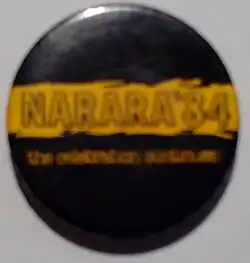 NARARA '84
the celebration continues